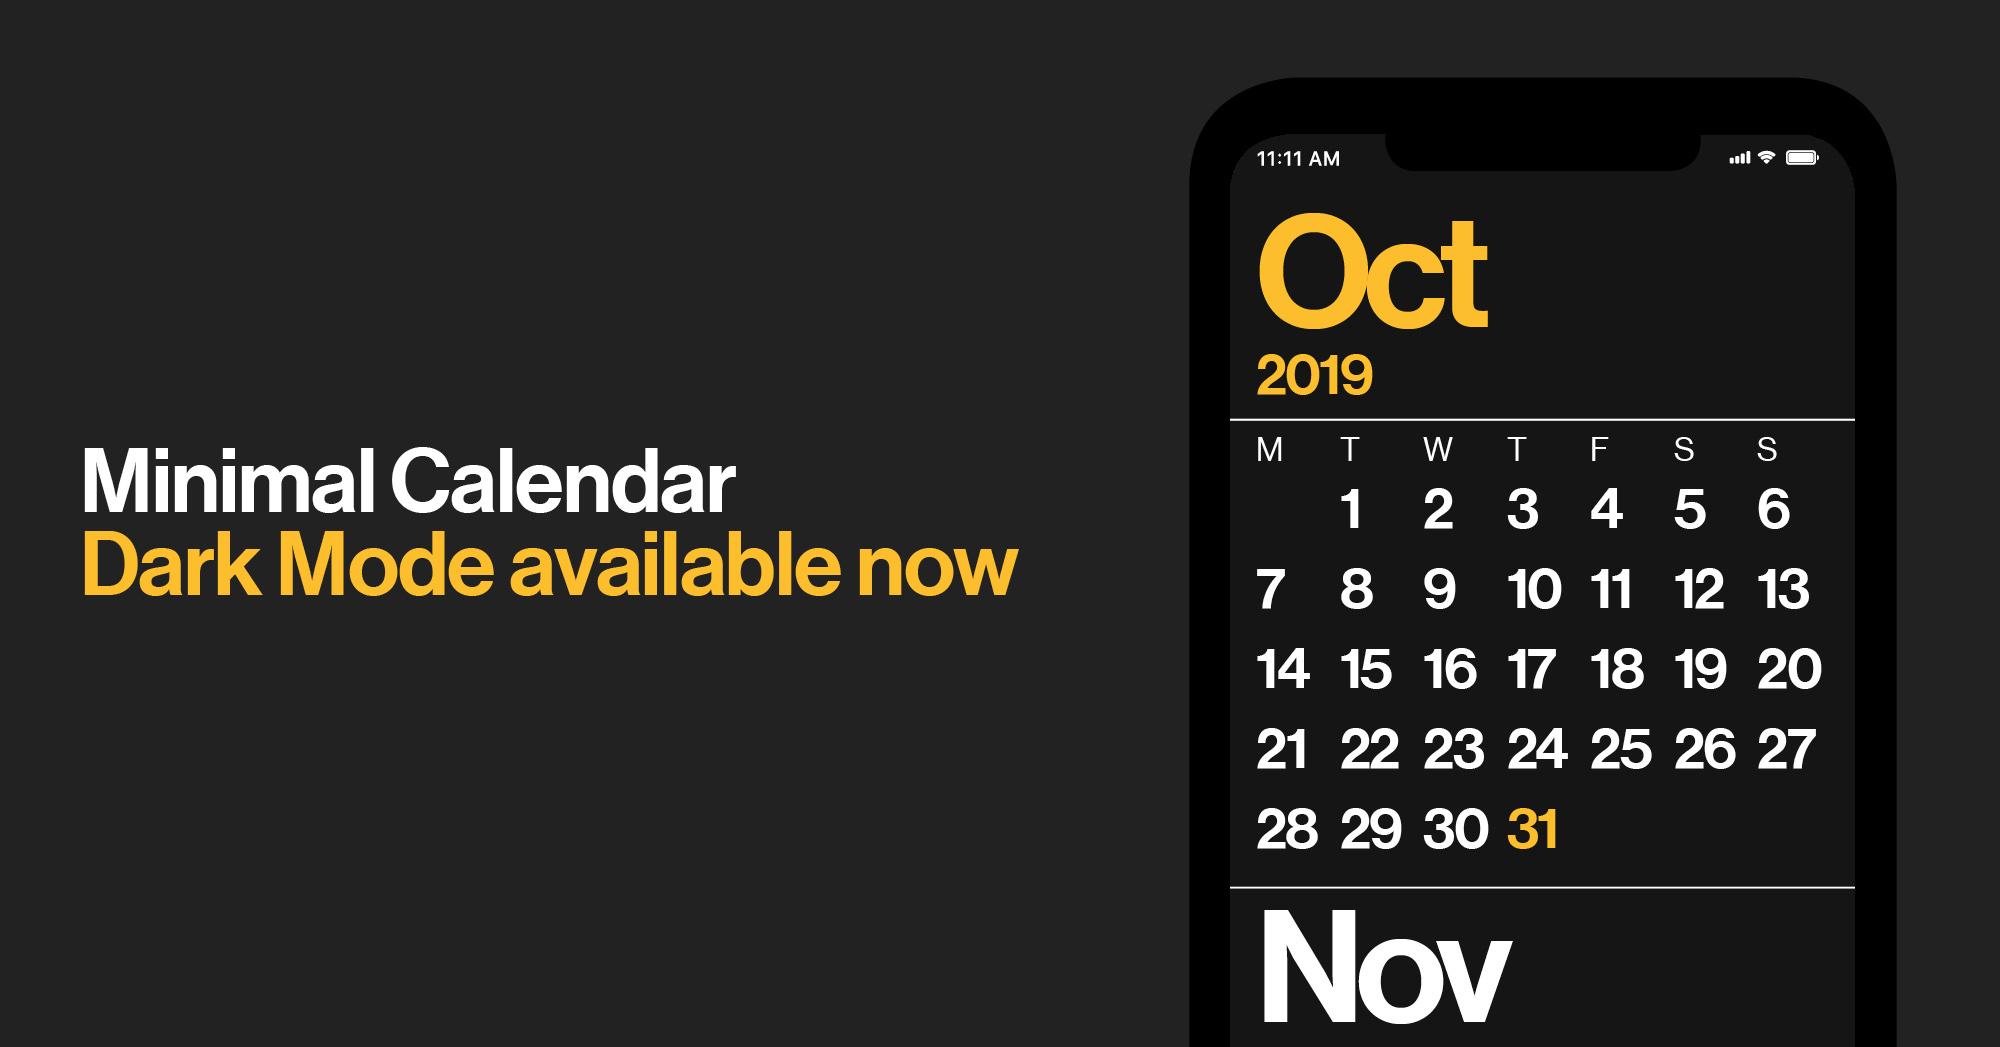 Minimal Calendar
Dark Mode available now
11:11 AM
Oct
2019
M T W T F S S
1 2 3 4 5 6
7 8 9 10 11 12 13
14 15 16 17 18 19 20
21 22 23 24 25 26 27
28 29 30 31
Nov